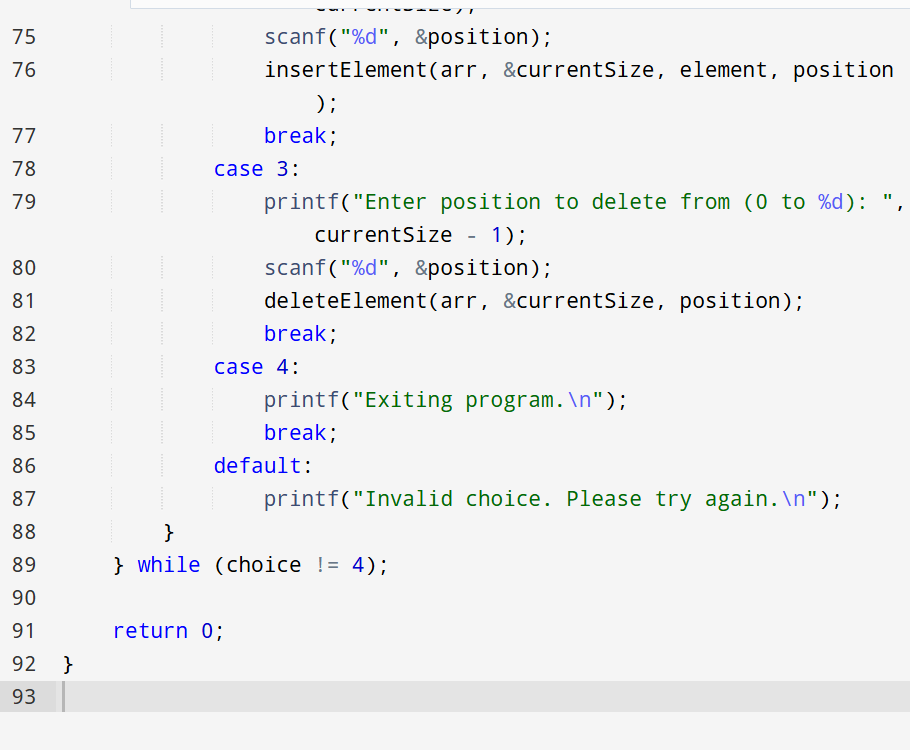 currentSize);
75 scanf("%d", &position);
76 insertElement(arr, &currentSize, element, position
);
77 break;
78 case 3:
79 printf("Enter position to delete from (0 to %d): ",
currentSize - 1);
80 scanf("%d", &position);
81 deleteElement(arr, &currentSize, position);
82 break;
83 case 4:
84 printf("Exiting program.\n");
85 break;
86 default:
87 printf("Invalid choice. Please try again.\n");
88 }
89 } while (choice != 4);
90
91 return 0;
92 }
93